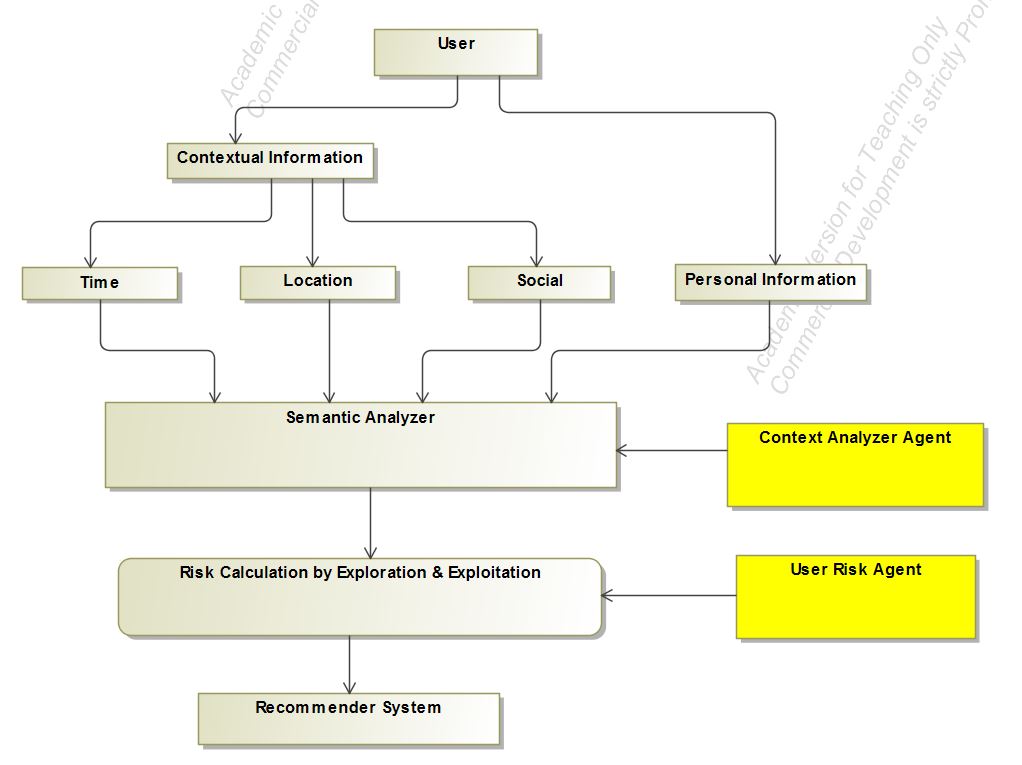 User
Contextual Information
Time
Location
Social
Personal Information
Semantic Analyzer
Context Analyzer Agent
Risk Calculation by Exploration & Exploitation
User Risk Agent
Recommender System
Academic
Commercial
Academic Version for Teaching Only
Commercial Development is strictly